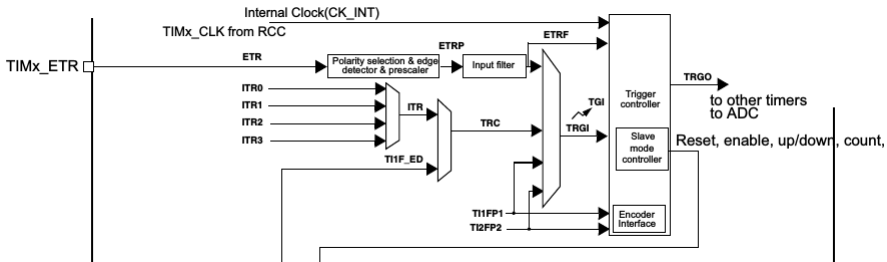 Internal Clock(CK_INT)
TIMx_CLK from RCC
ETRF
ETR
ETRP
TIMx_ETR
Polarity selection & edge
detector & prescaler
Input filter
ITR0
ITR1
ITR2
ITR3
ITR
TI1F_ED
TRC
TGI
TRGI
Trigger
controller
TRGO
to other timers
to ADC
Slave
mode
controller
Reset, enable, up/down, count,
TI1FP1
TI2FP2
Encoder
Interface